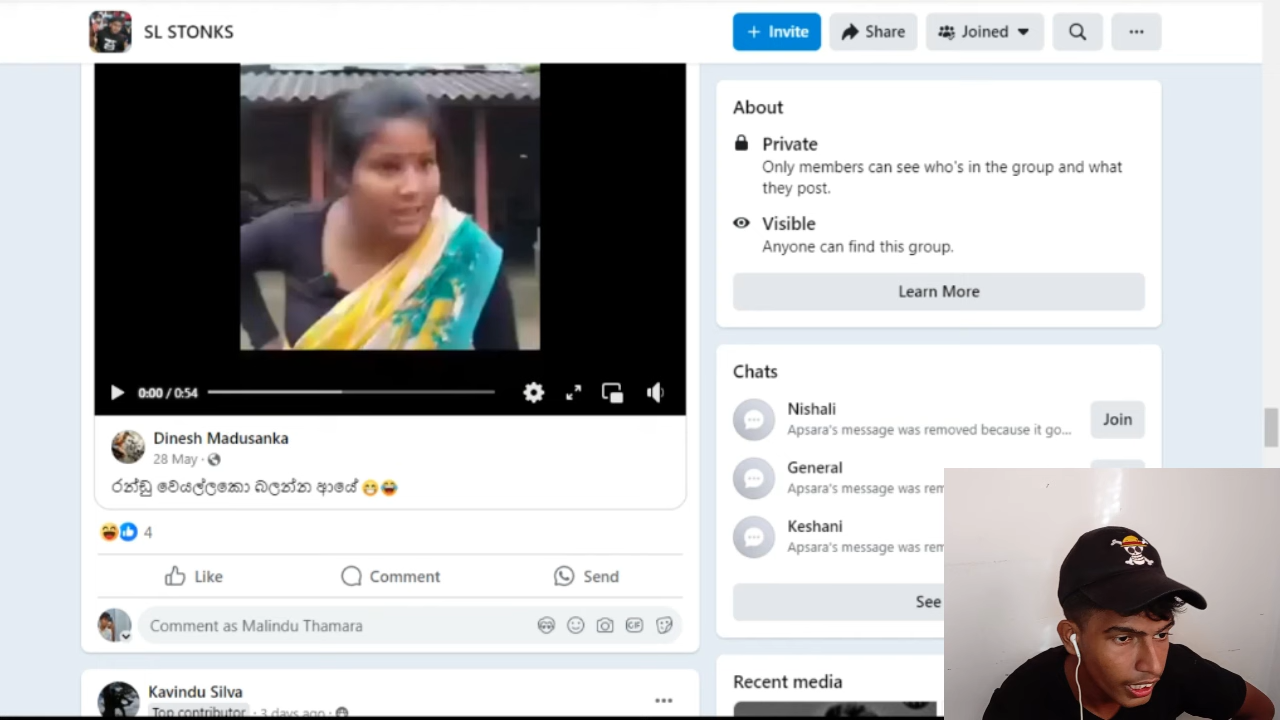 SL STONKS
+ Invite
Share
Joined
0:00 / 0:54
Dinesh Madusanka
28 May ·
රන්ඩු වෙයල්ලකො බලන්න ආයේ 😁😂
4
Like
Comment
Send
Comment as Malindu Thamara
GIF
Kavindu Silva
Top contributor · 3 days ago ·
About
Private
Only members can see who's in the group and what
they post.
Visible
Anyone can find this group.
Learn More
Chats
Nishali
Apsara's message was removed because it go...
Join
General
Apsara's message was rem
Keshani
Apsara's message was rem
See
Recent media